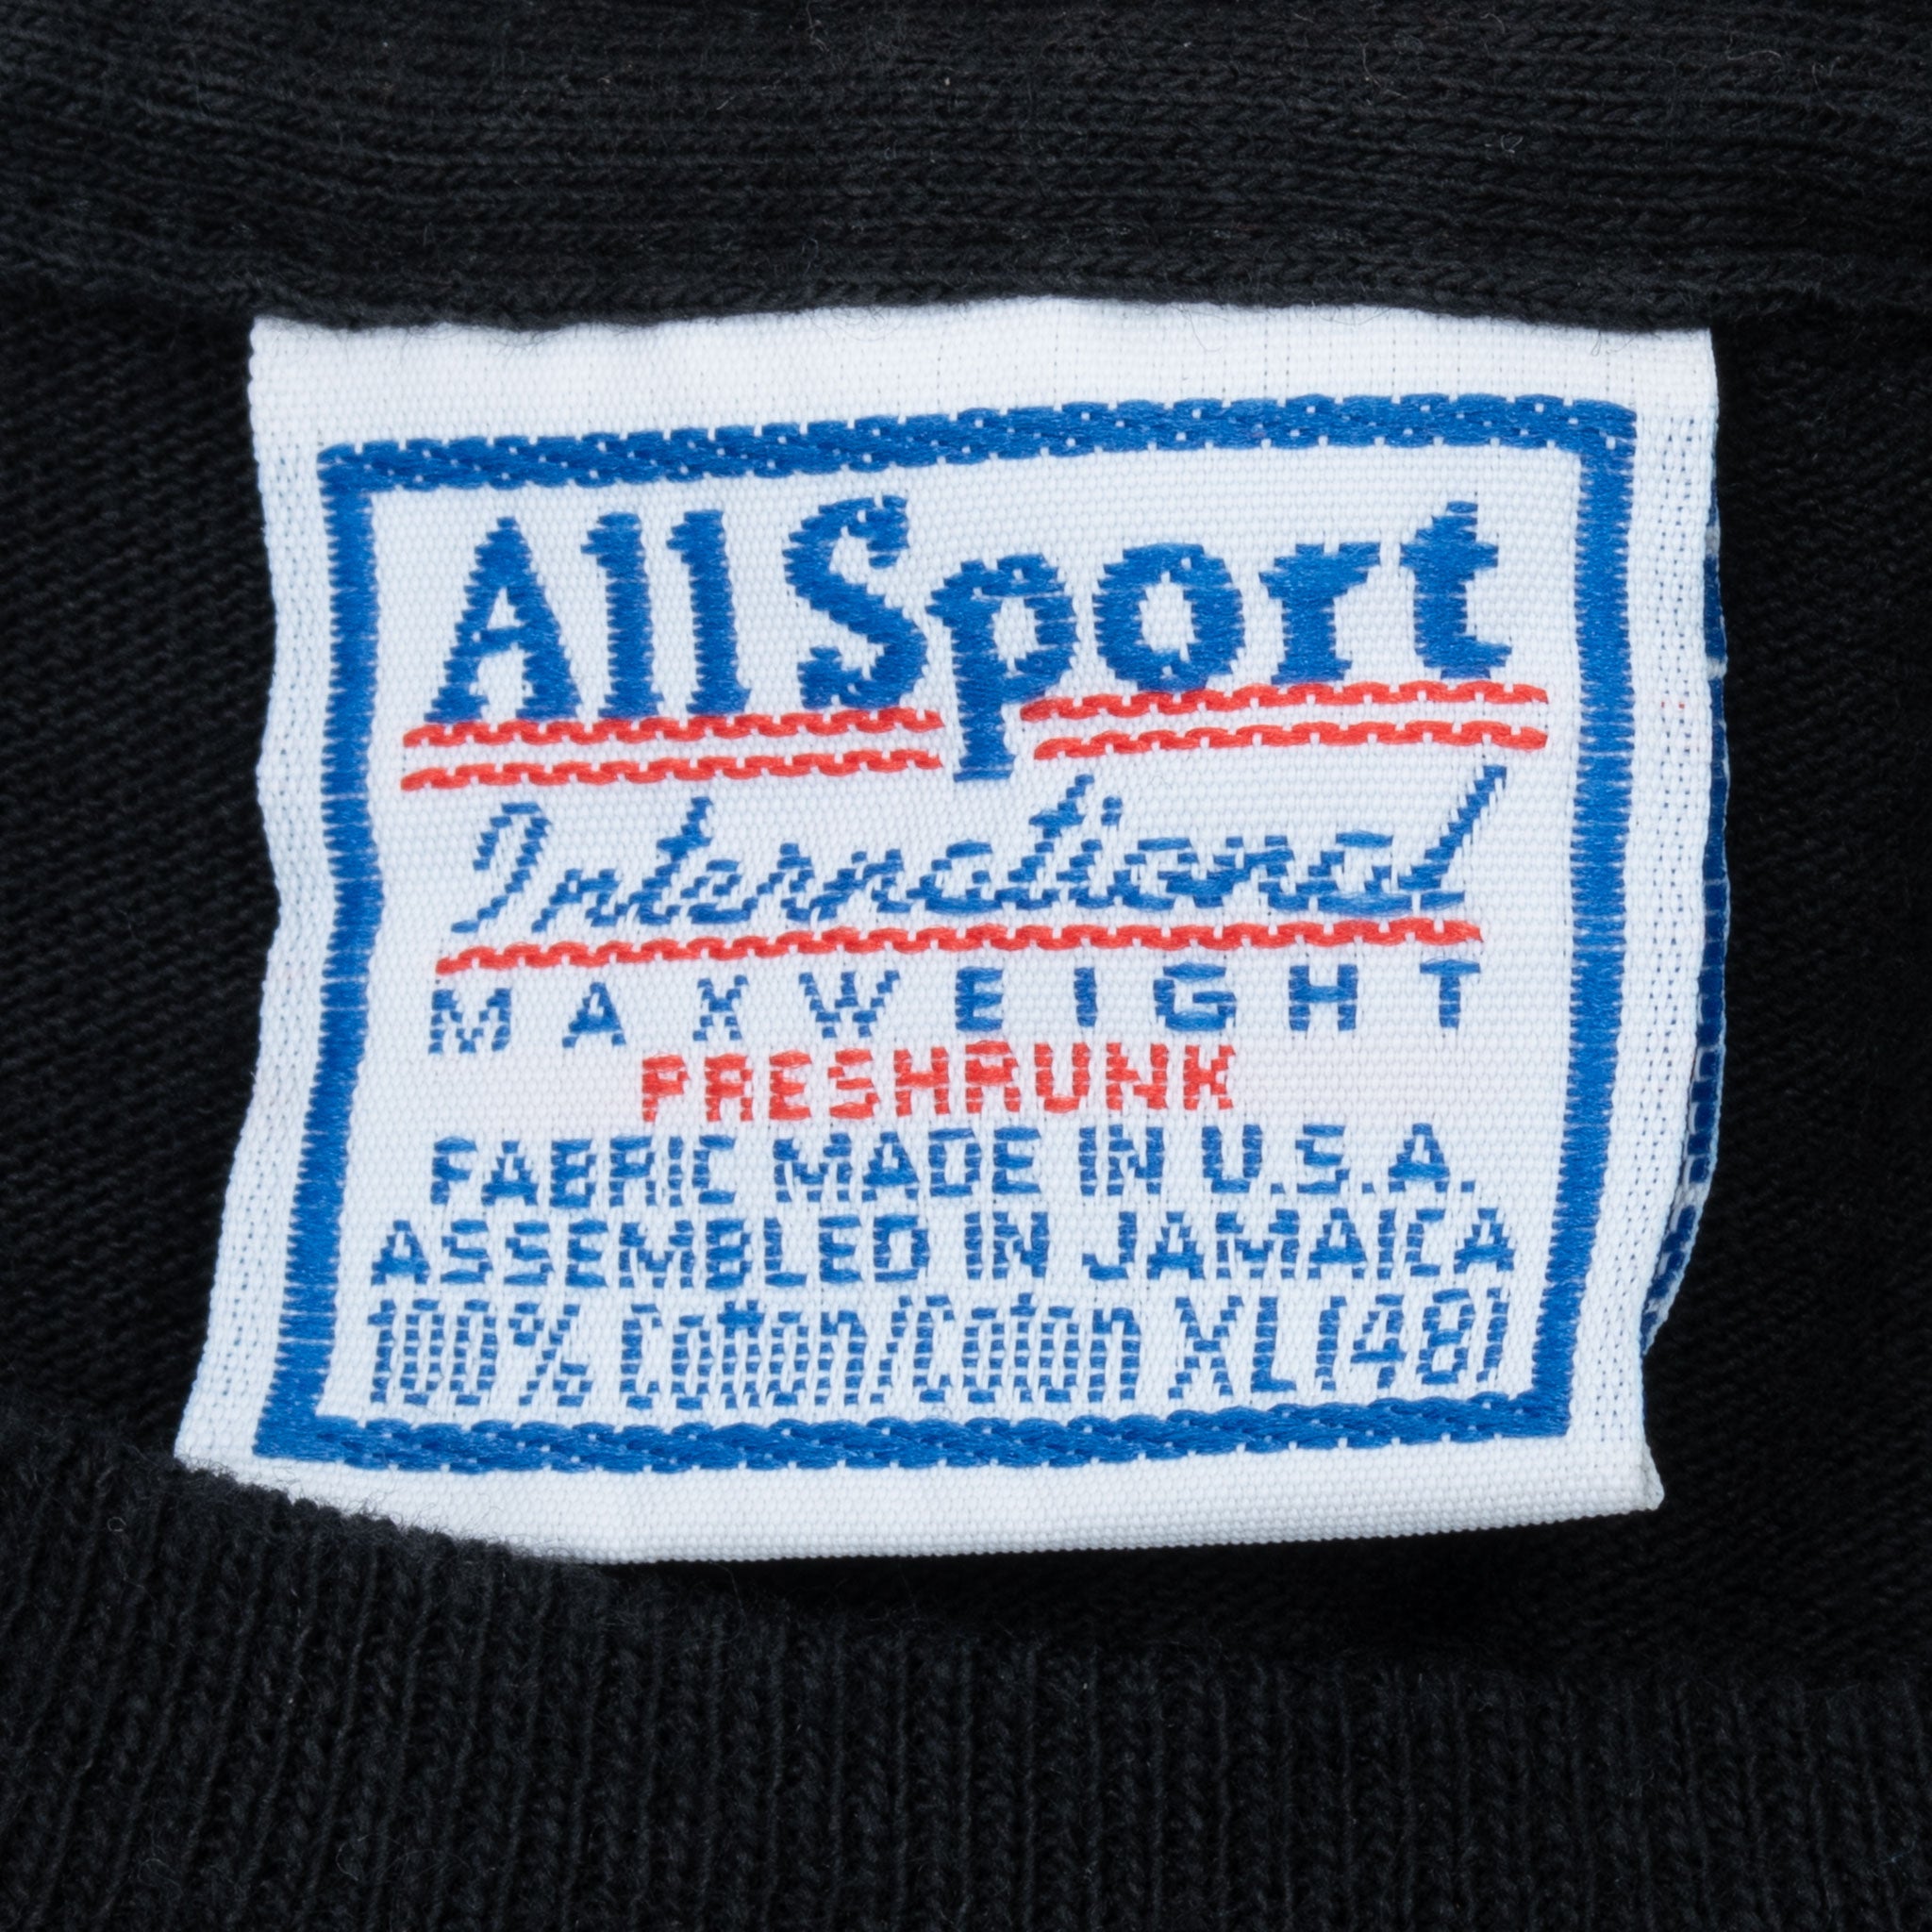 AllSport
International
MAXWEIGHT
PRESHRUNK
FABRIC MADE IN U.S.A.
ASSEMBLED IN JAMAICA
100% Cotton/Coton XL(48)